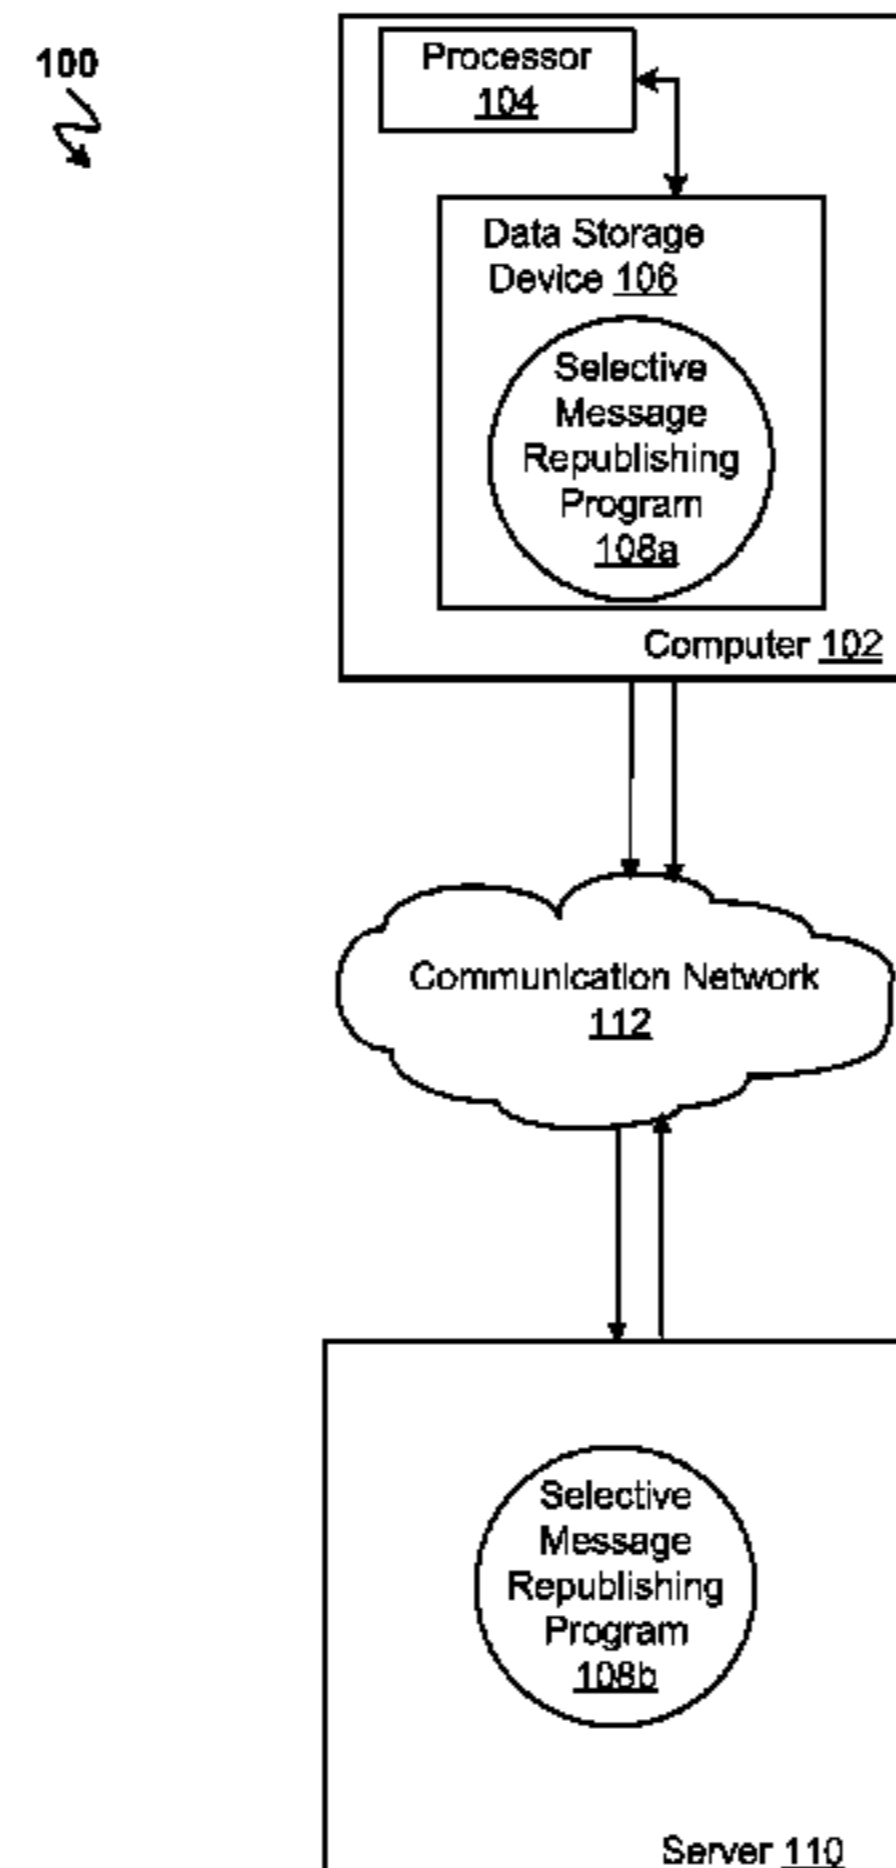 100
Processor
104
Data Storage
Device 106
Selective
Message
Republishing
Program
108a
Computer 102
Communication Network
112
Selective
Message
Republishing
Program
108b
Server 110